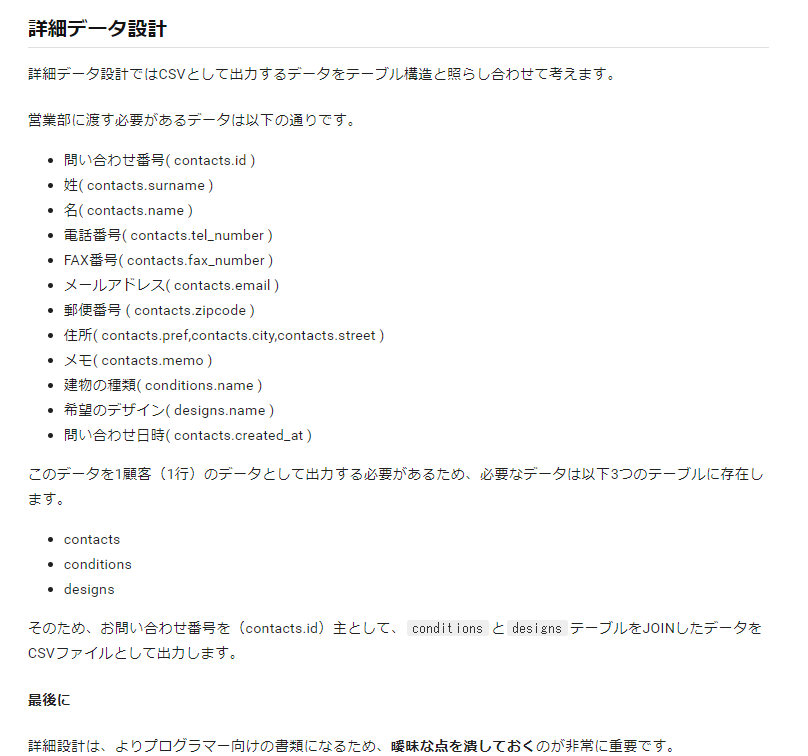 詳細データ設計
詳細データ設計ではCSVとして出力するデータをテーブル構造と照らし合わせて考えます。
営業部に渡す必要があるデータは以下の通りです。
• 問い合わせ番号( contacts.id )
• 姓( contacts.surname )
• 名( contacts.name )
• 電話番号( contacts.tel_number )
• FAX番号( contacts.fax_number )
• メールアドレス( contacts.email )
• 郵便番号 ( contacts.zipcode )
• 住所( contacts.pref,contacts.city,contacts.street )
• メモ( contacts.memo )
• 建物の種類( conditions.name )
• 希望のデザイン( designs.name )
• 問い合わせ日時( contacts.created_at )
このデータを1顧客（1行）のデータとして出力する必要があるため、必要なデータは以下3つのテーブルに存在し
ます。
• contacts
• conditions
• designs
そのため、お問い合わせ番号を（contacts.id）主として、 conditions と designs テーブルをJOINしたデータを
CSVファイルとして出力します。
最後に
詳細設計は、よりプログラマー向けの書類になるため、曖昧な点を潰しておくのが非常に重要です。